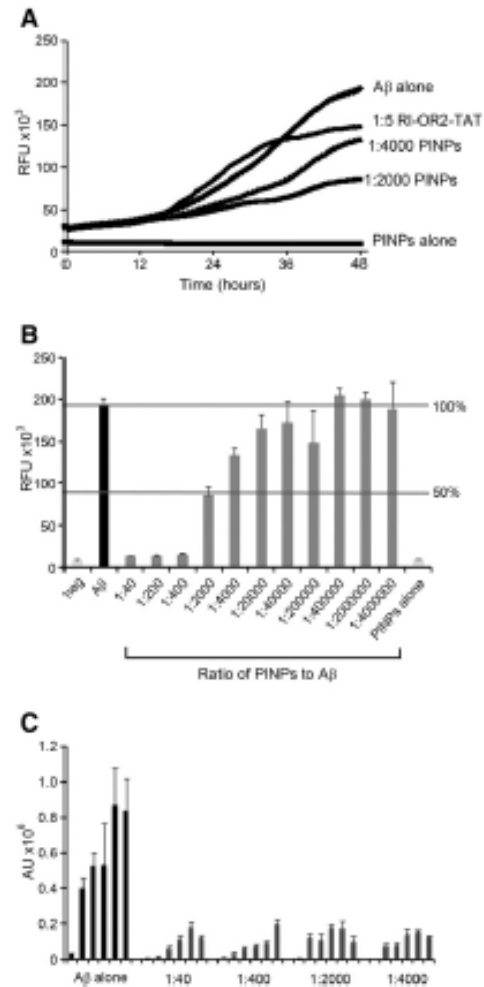 A
250
200
150
100
50
0
RFU x10³
Aβ alone
1:5 RI-OR2-TAT
1:4000 PINPs
1:2000 PINPs
PINPs alone
0 12 24 36 48
Time (hours)
B
250
200
150
100
50
0
RFU x10³
100%
50%
Aβ
1:40
1:200
1:400
1:2000
1:4000
1:20000
1:40000
1:200000
1:400000
1:2000000
1:4000000
PINPs alone
Ratio of PINPs to Aβ
C
1.2
1.0
0.8
0.6
0.4
0.2
0
AU x10⁶
Aβ alone 1:40 1:400 1:2000 1:4000